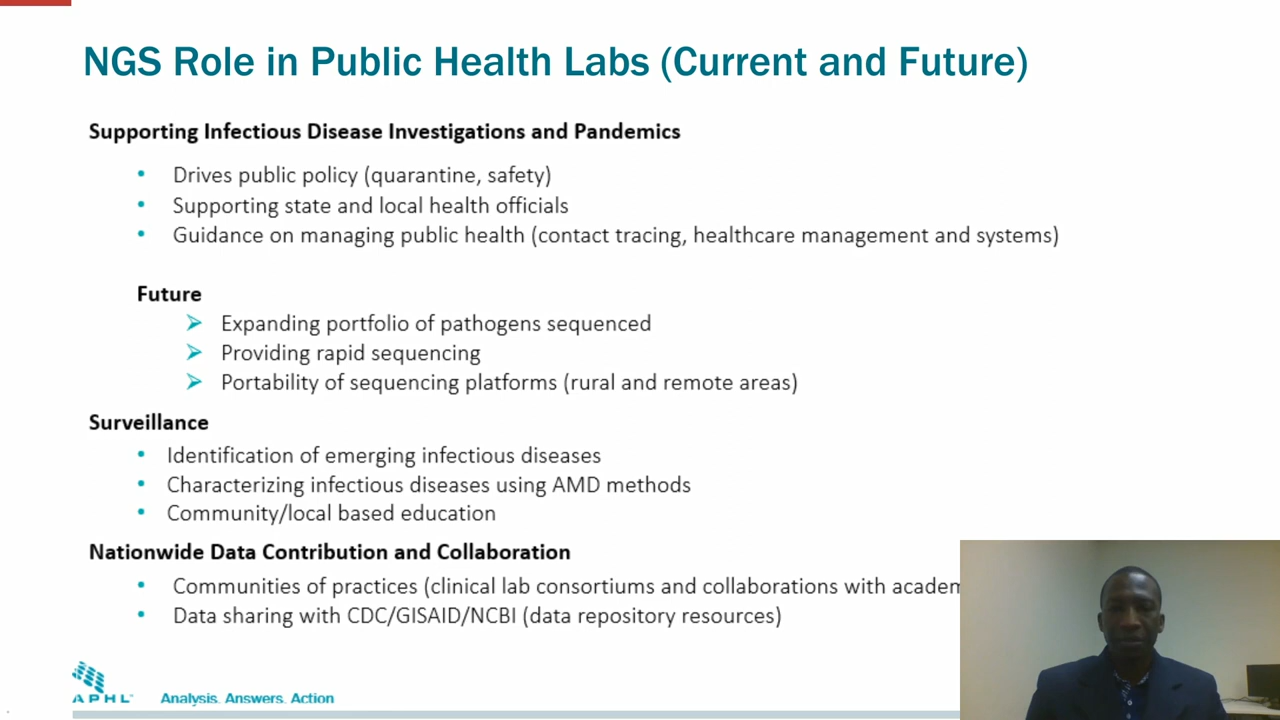 NGS Role in Public Health Labs (Current and Future)
Supporting Infectious Disease Investigations and Pandemics
• Drives public policy (quarantine, safety)
• Supporting state and local health officials
• Guidance on managing public health (contact tracing, healthcare management and systems)
Future
➢ Expanding portfolio of pathogens sequenced
➢ Providing rapid sequencing
➢ Portability of sequencing platforms (rural and remote areas)
Surveillance
• Identification of emerging infectious diseases
• Characterizing infectious diseases using AMD methods
• Community/local based education
Nationwide Data Contribution and Collaboration
• Communities of practices (clinical lab consortiums and collaborations with
• Data sharing with CDC/GISAID/NCBI (data repository resources)
APHL
Analysis. Answers. Action